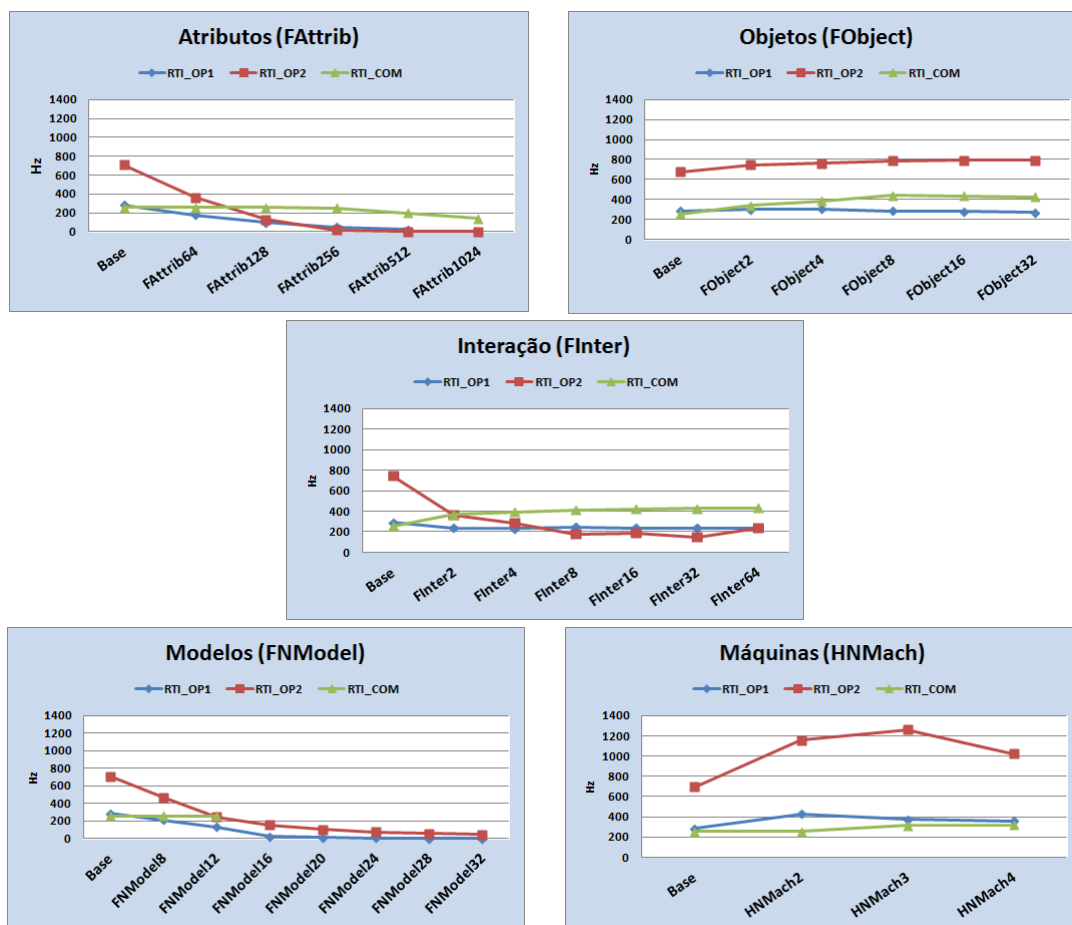 Atributos (FAttrib)
RTI_OP1 RTI_OP2 RTI_COM
1400
1200
1000
800
600
400
200
0
Hz
Base FAttrib64 FAttrib128 FAttrib256 FAttrib512 FAttrib1024
Objetos (FObject)
RTI_OP1 RTI_OP2 RTI_COM
1400
1200
1000
800
600
400
200
0
Hz
Base FObject2 FObject4 FObject8 FObject16 FObject32
Interação (FInter)
RTI_OP1 RTI_OP2 RTI_COM
1400
1200
1000
800
600
400
200
0
Hz
Base FInter2 FInter4 FInter8 FInter16 FInter32 FInter64
Modelos (FNModel)
RTI_OP1 RTI_OP2 RTI_COM
1400
1200
1000
800
600
400
200
0
Hz
Base FNModel8 FNModel12 FNModel16 FNModel20 FNModel24 FNModel28 FNModel32
Máquinas (HNMach)
RTI_OP1 RTI_OP2 RTI_COM
1400
1200
1000
800
600
400
200
0
Hz
Base HNMach2 HNMach3 HNMach4